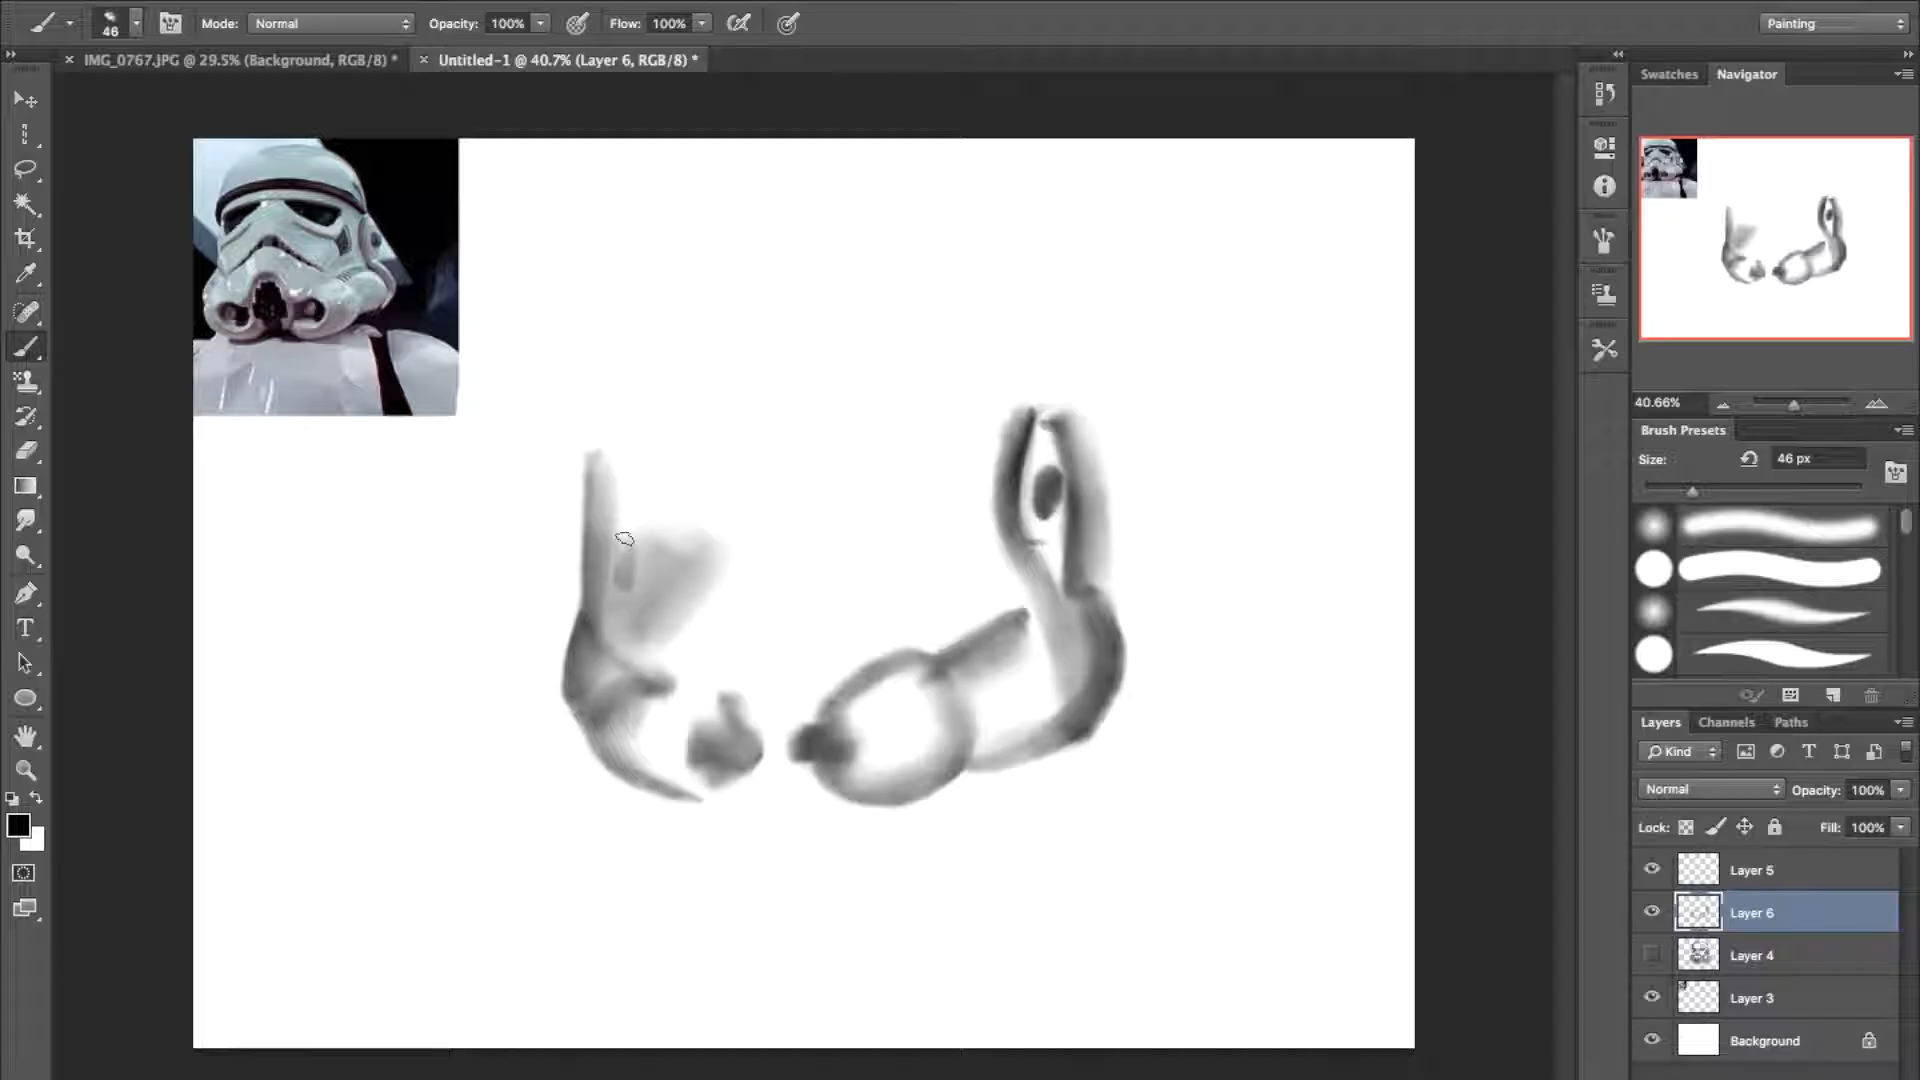 46
Mode: Normal Opacity: 100% Flow: 100% Painting
IMG_0767.JPG @ 29.5% (Background, RGB/8) *
Untitled-1 @ 40.7% (Layer 6, RGB/8) *
Swatches Navigator
40.66%
Brush Presets
Size: 46 px
Layers Channels Paths
Kind
Normal Opacity: 100%
Lock: Fill: 100%
Layer 5
Layer 6
Layer 4
Layer 3
Background